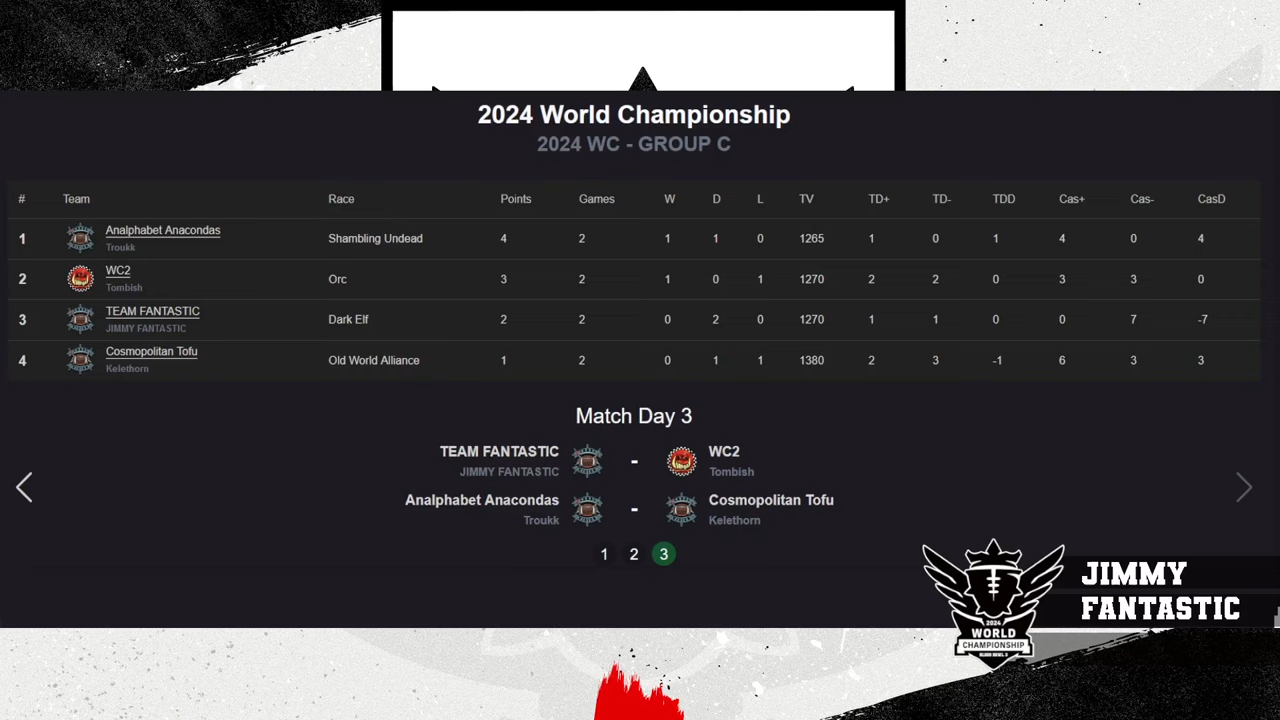 2024 World Championship
2024 WC - GROUP C
# Team Race Points Games W D L TV TD+ TD- TDD Cas+ Cas- CasD
1 Analphabet Anacondas Shambling Undead 4 2 1 1 0 1265 1 0 1 4 0 4
Troukk
2 WC2 Orc 3 2 1 0 1 1270 2 2 0 3 3 0
Tombish
3 TEAM FANTASTIC Dark Elf 2 2 0 2 0 1270 1 1 0 0 7 -7
JIMMY FANTASTIC
4 Cosmopolitan Tofu Old World Alliance 1 2 0 1 1 1380 2 3 -1 6 3 3
Kelethorn
Match Day 3
TEAM FANTASTIC - WC2
JIMMY FANTASTIC Tombish
Analphabet Anacondas - Cosmopolitan Tofu
Troukk Kelethorn
1 2 3
JIMMY
FANTASTIC
2024
WORLD
CHAMPIONSHIP
BLOOD BOWL 3